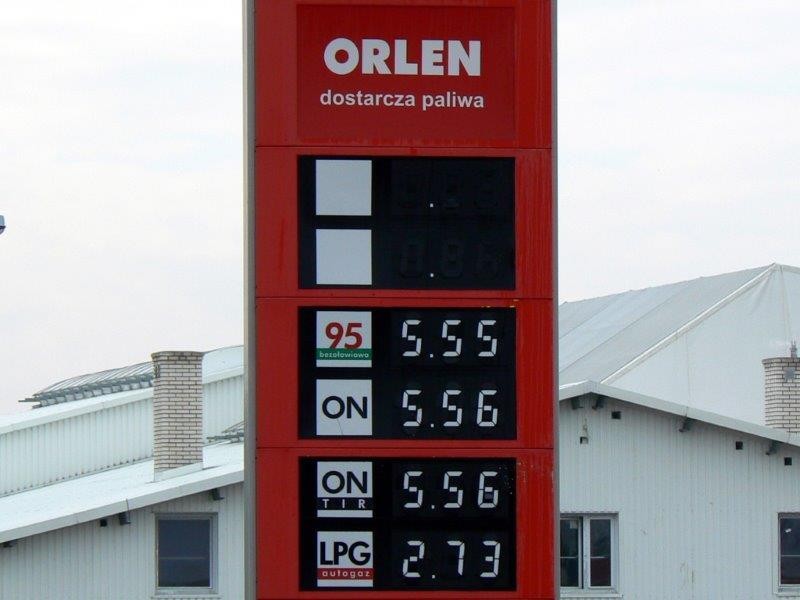 ORLEN
dostarcza paliwa
95 5.55
bezołowiowa
ON 5.56
ON 5.56
TIR
LPG 2.73
autogaz